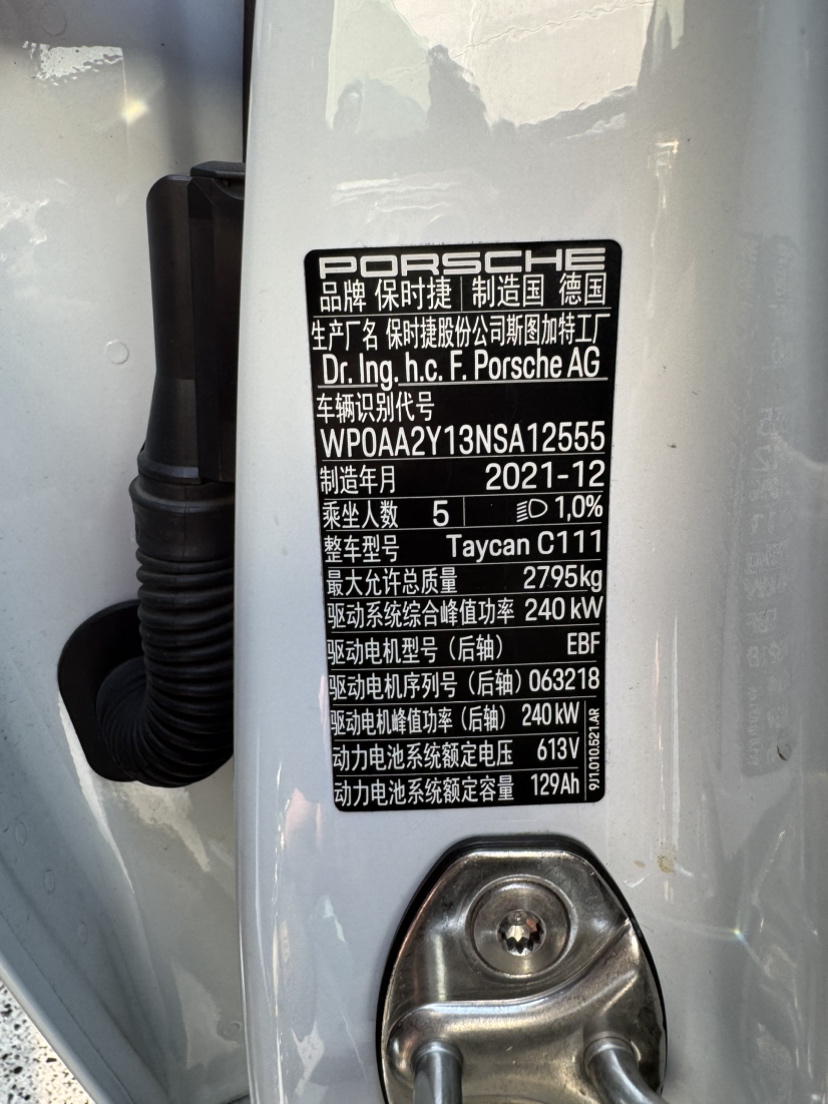 PORSCHE
品牌 保时捷 制造国 德国
生产厂名 保时捷股份公司斯图加特工厂
Dr. Ing. h.c. F. Porsche AG
车辆识别代号
WP0AA2Y13NSA12555
制造年月 2021-12
乘坐人数 5 1,0%
整车型号 Taycan C111
最大允许总质量 2795kg
驱动系统综合峰值功率 240 kW
驱动电机型号（后轴） EBF
驱动电机序列号（后轴）063218
驱动电机峰值功率（后轴） 240 kW
动力电池系统额定电压 613V
动力电池系统额定容量 129Ah
9J1.010.521.AR